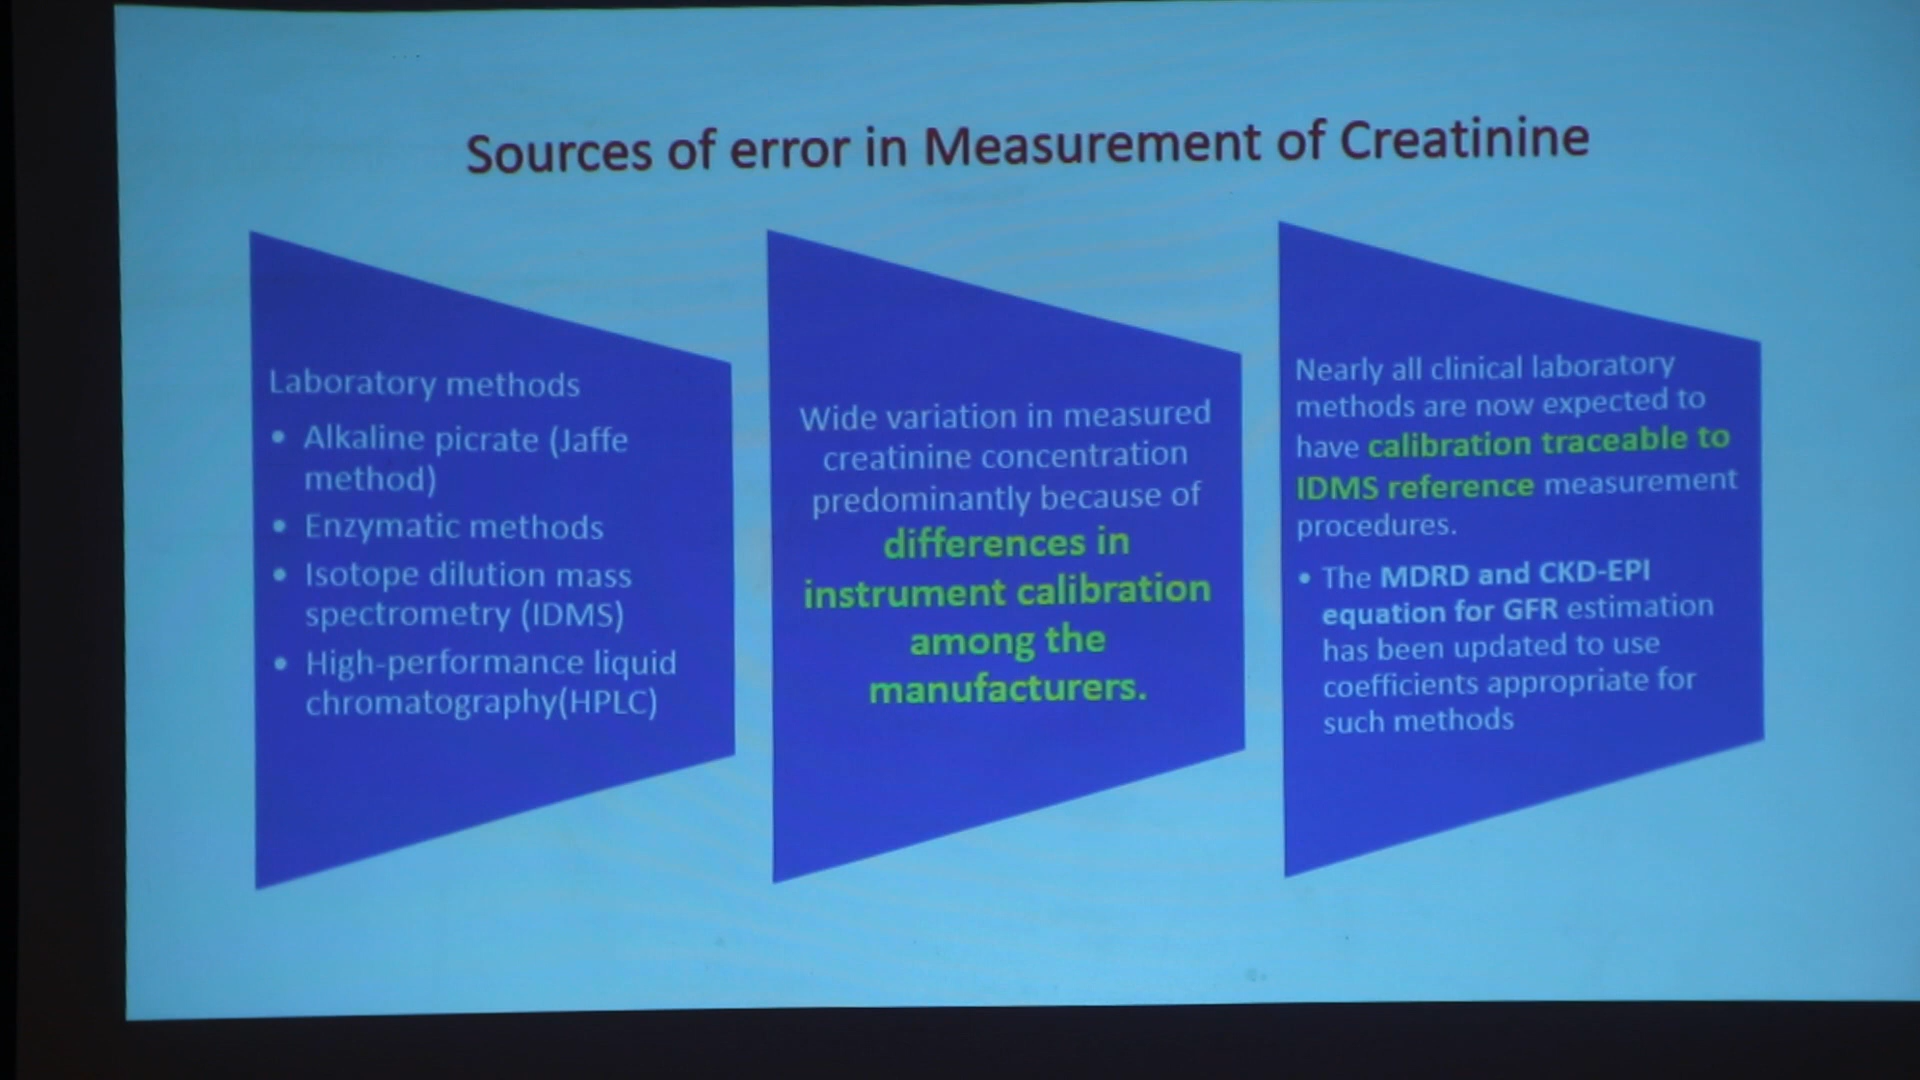 Sources of error in Measurement of Creatinine
Laboratory methods
• Alkaline picrate (Jaffe
method)
• Enzymatic methods
• Isotope dilution mass
spectrometry (IDMS)
• High-performance liquid
chromatography(HPLC)
Wide variation in measured
creatinine concentration
predominantly because of
differences in
instrument calibration
among the
manufacturers.
Nearly all clinical laboratory
methods are now expected to
have calibration traceable to
IDMS reference measurement
procedures.
• The MDRD and CKD-EPI
equation for GFR estimation
has been updated to use
coefficients appropriate for
such methods